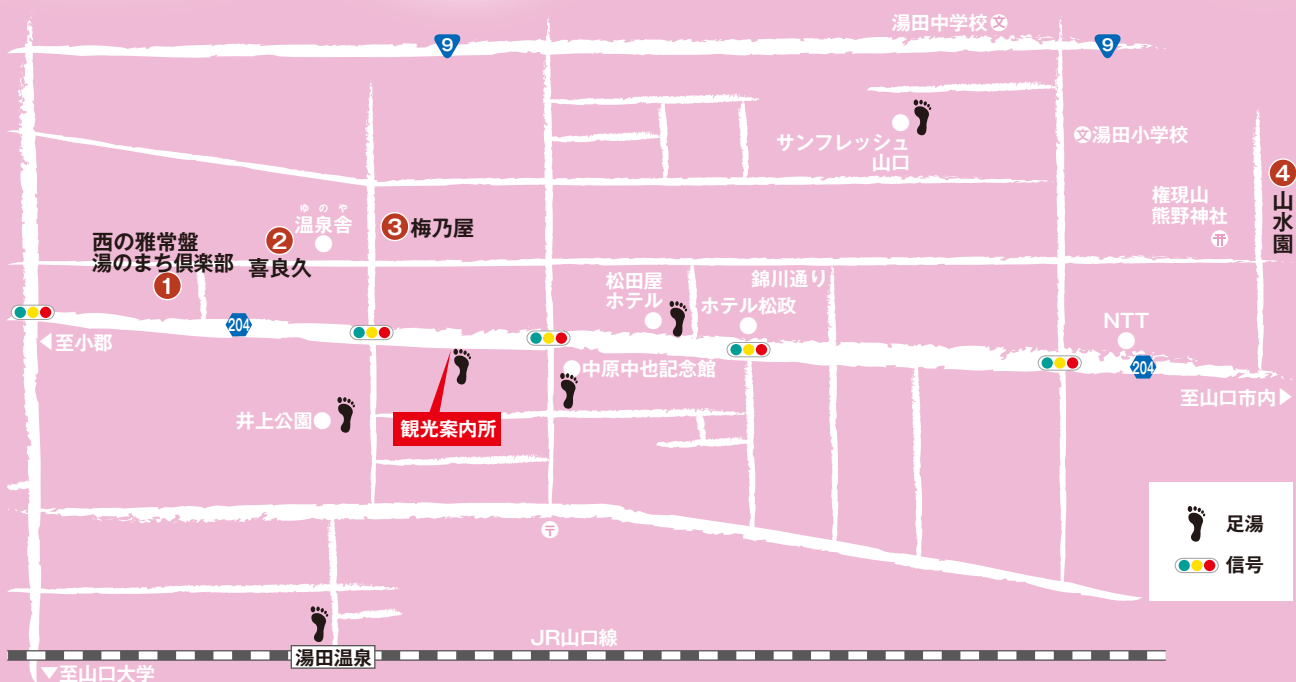 湯田中学校
文
9
9
サンフレッシュ
山口
文
湯田小学校
権現山
熊野神社
4
山水園
ゆのや
温泉舎
3
梅乃屋
西の雅常盤
湯のまち倶楽部
1
2
喜良久
松田屋
ホテル
錦川通り
ホテル松政
204
NTT
204
至小郡
至山口市内
中原中也記念館
観光案内所
井上公園
〒
足湯
信号
JR山口線
湯田温泉
至山口大学